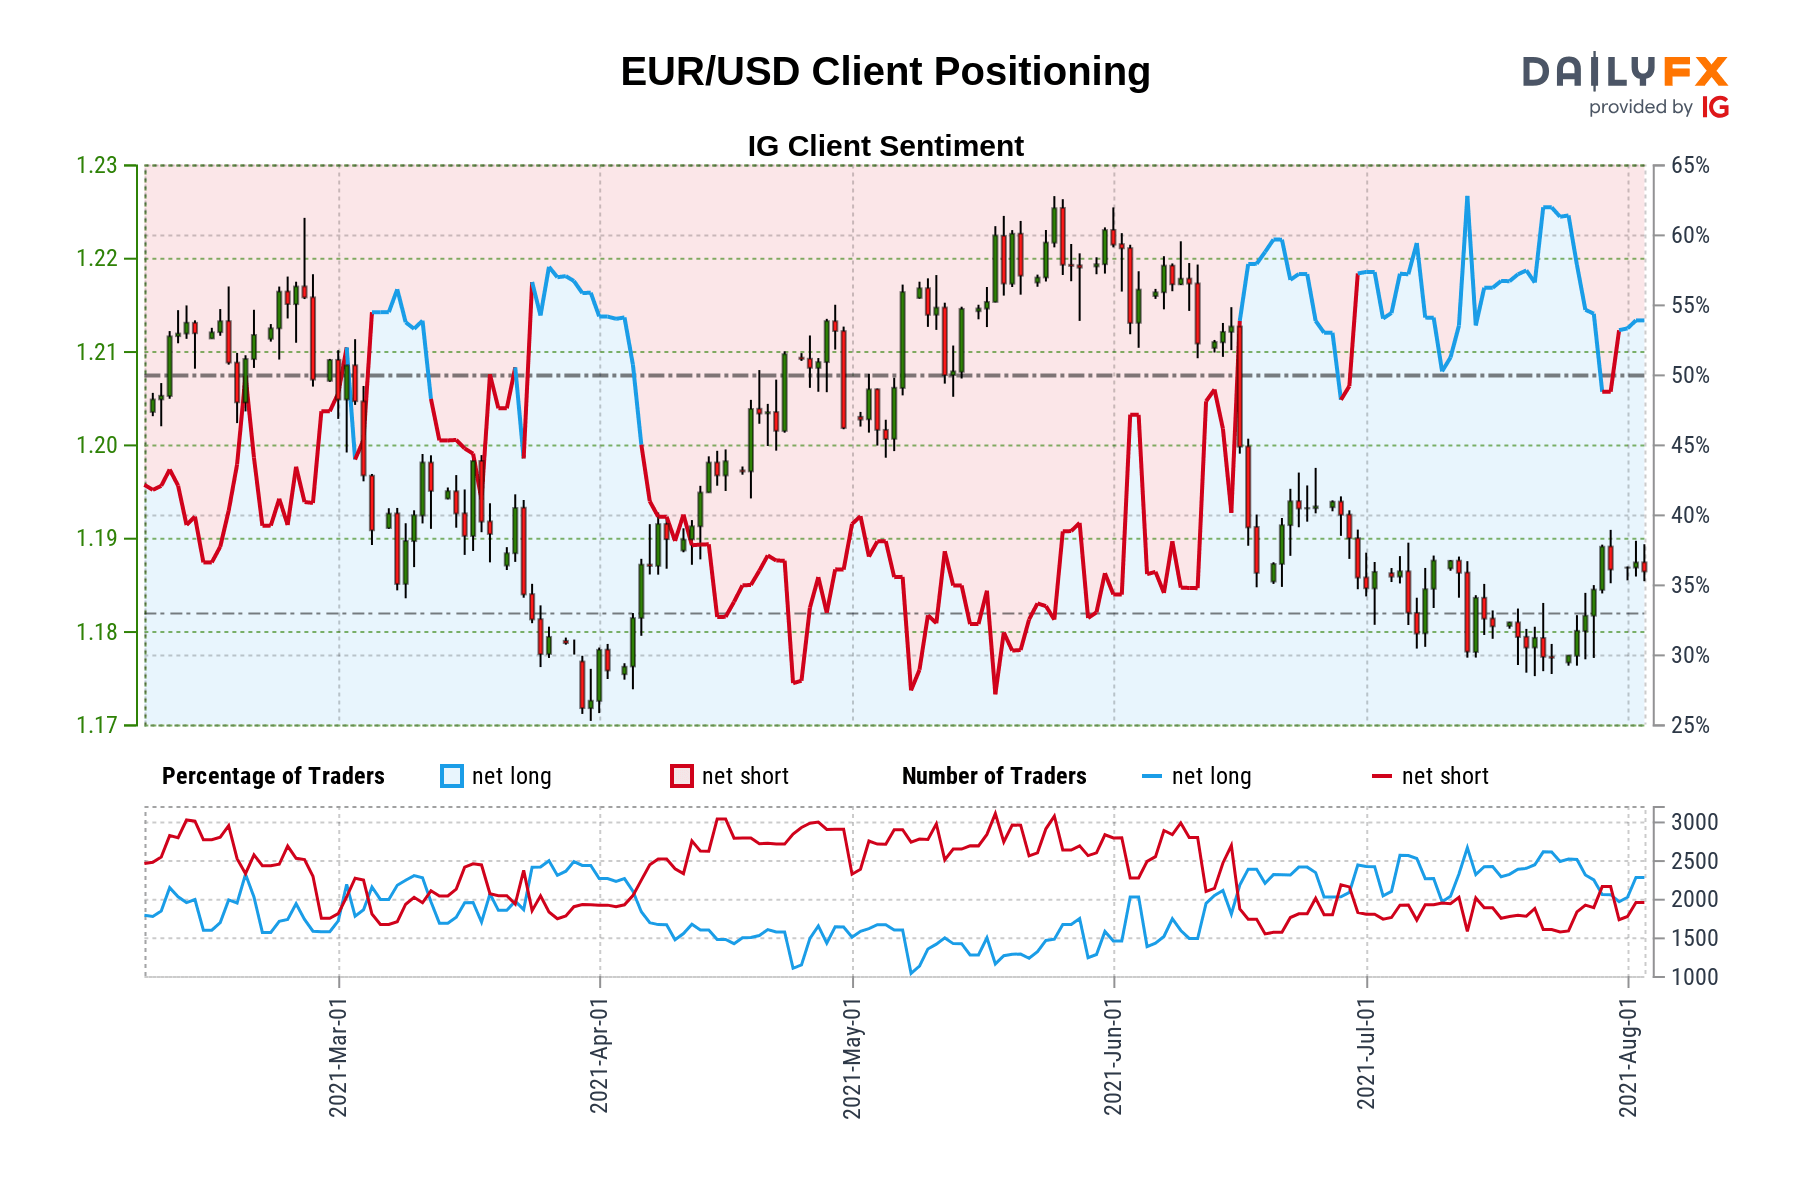 EUR/USD Client Positioning
DAILYFX
provided by IG
IG Client Sentiment
1.23
1.22
1.21
1.20
1.19
1.18
1.17
65%
60%
55%
50%
45%
40%
35%
30%
25%
Percentage of Traders net long net short Number of Traders net long net short
3000
2500
2000
1500
1000
2021-Mar-01
2021-Apr-01
2021-May-01
2021-Jun-01
2021-Jul-01
2021-Aug-01